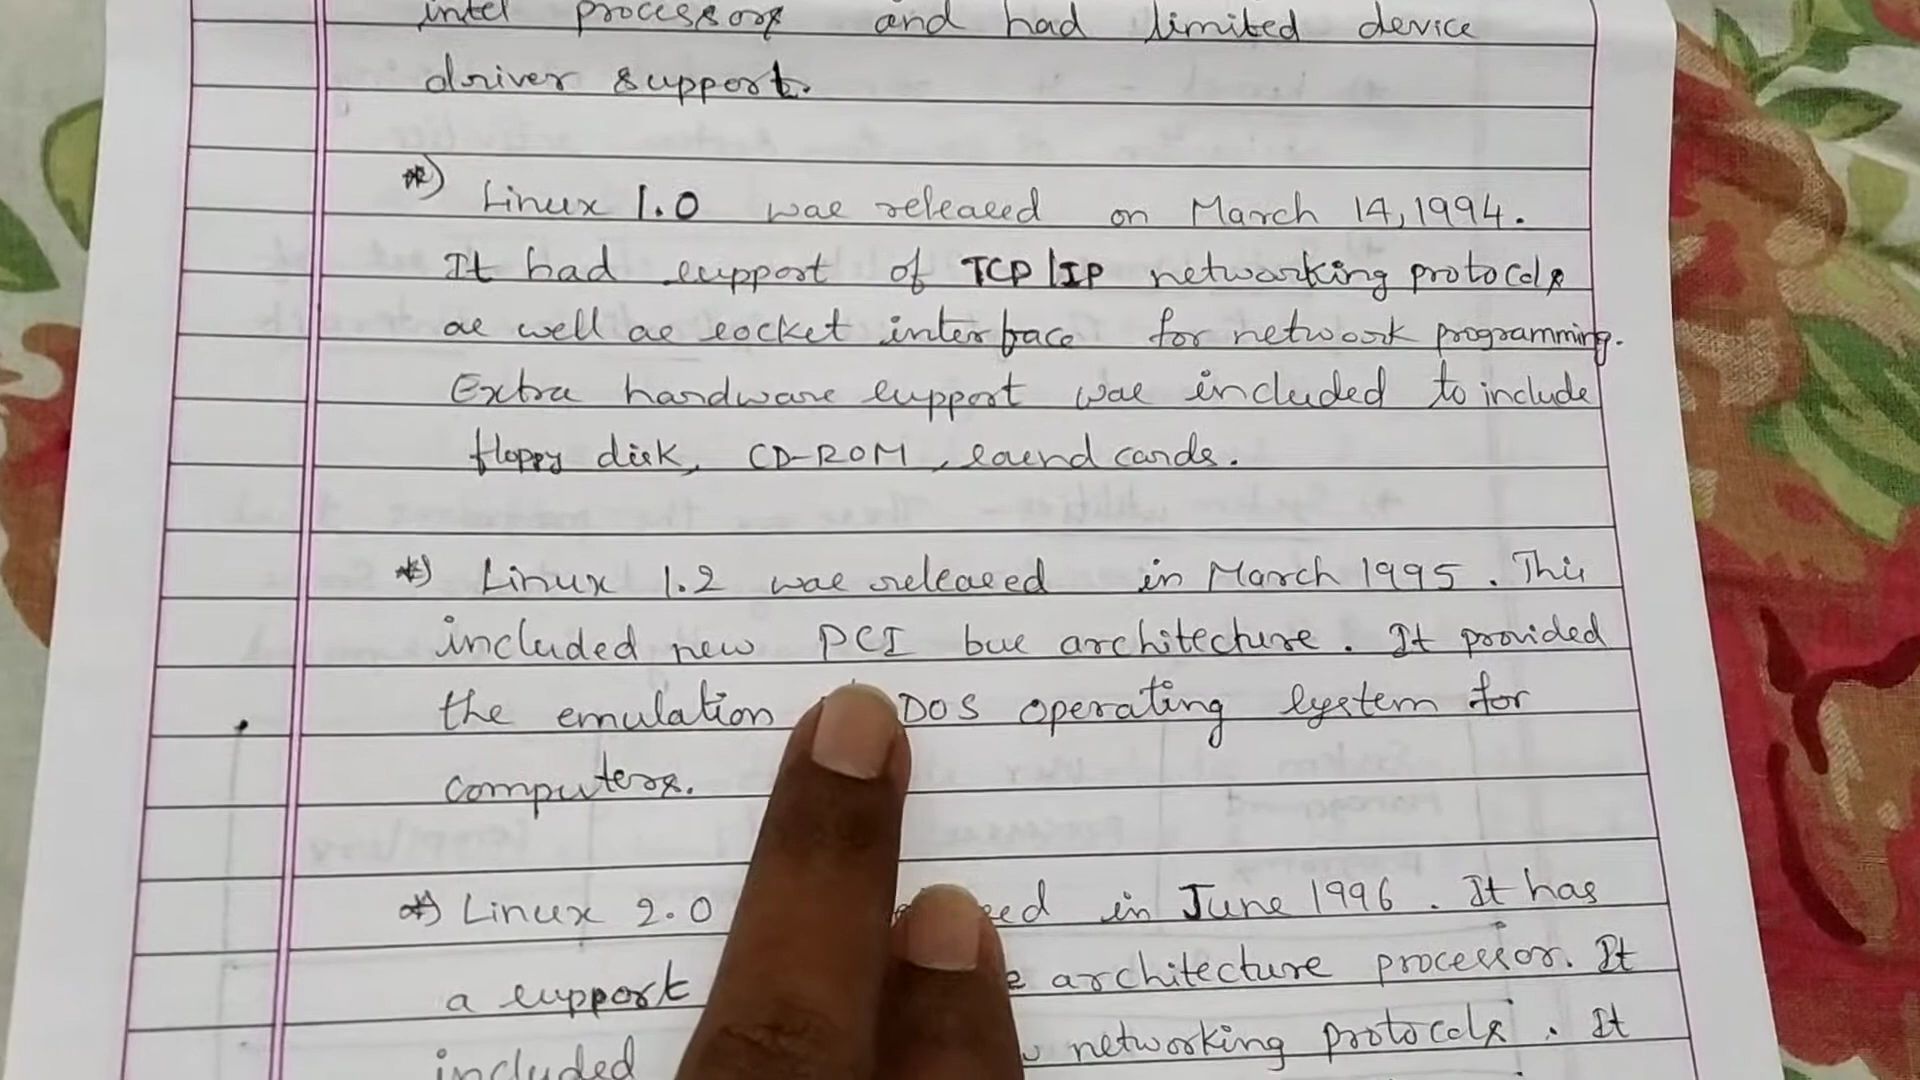 intel processors and had limited device
driver support.
*) Linux 1.0 was released on March 14, 1994.
It had support of TCP/IP networking protocols
as well as socket interface for network programming.
Extra hardware support was included to include
floppy disk, CD-ROM, sound cards.
*) Linux 1.2 was released in March 1995. This
included new PCI bus architecture. It provided
the emulation DOS operating system for
computers.
*) Linux 2.0 in June 1996. It has
a support architecture processor. It
included networking protocols. It